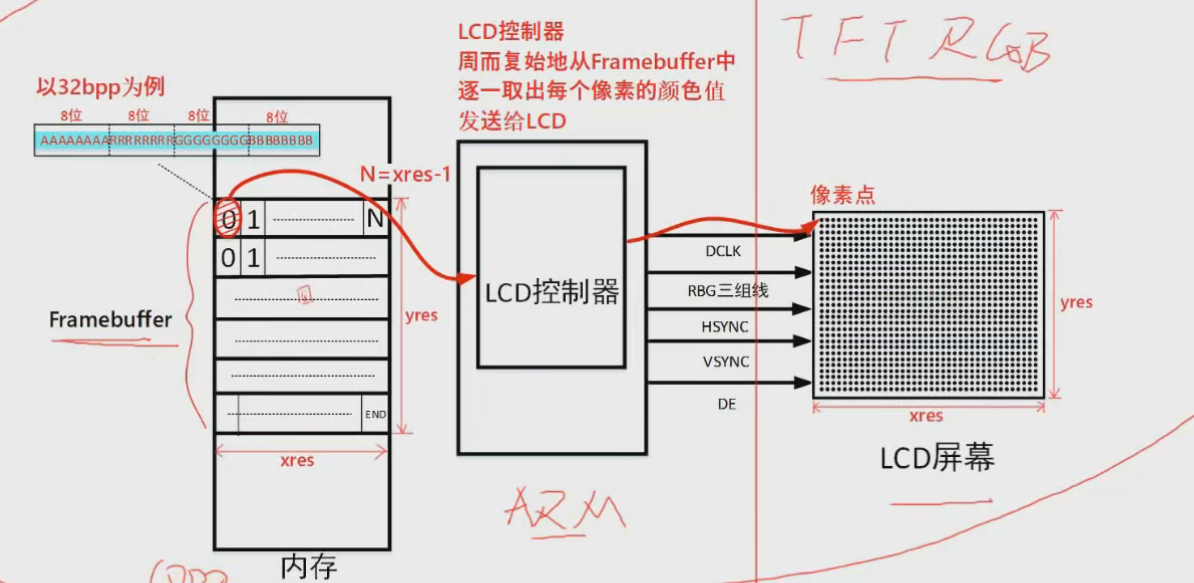 LCD控制器
周而复始地从Framebuffer中
逐一取出每个像素的颜色值
发送给LCD
TFT RGB
以32bpp为例
8位 8位 8位 8位
AAAAAAAARRRRRRRRGGGGGGGGBBBBBBBB
N=xres-1
像素点
0 1 N
0 1
Framebuffer
yres
END
xres
内存
LCD控制器
ARM
DCLK
RBG三组线
HSYNC
VSYNC
DE
yres
xres
LCD屏幕